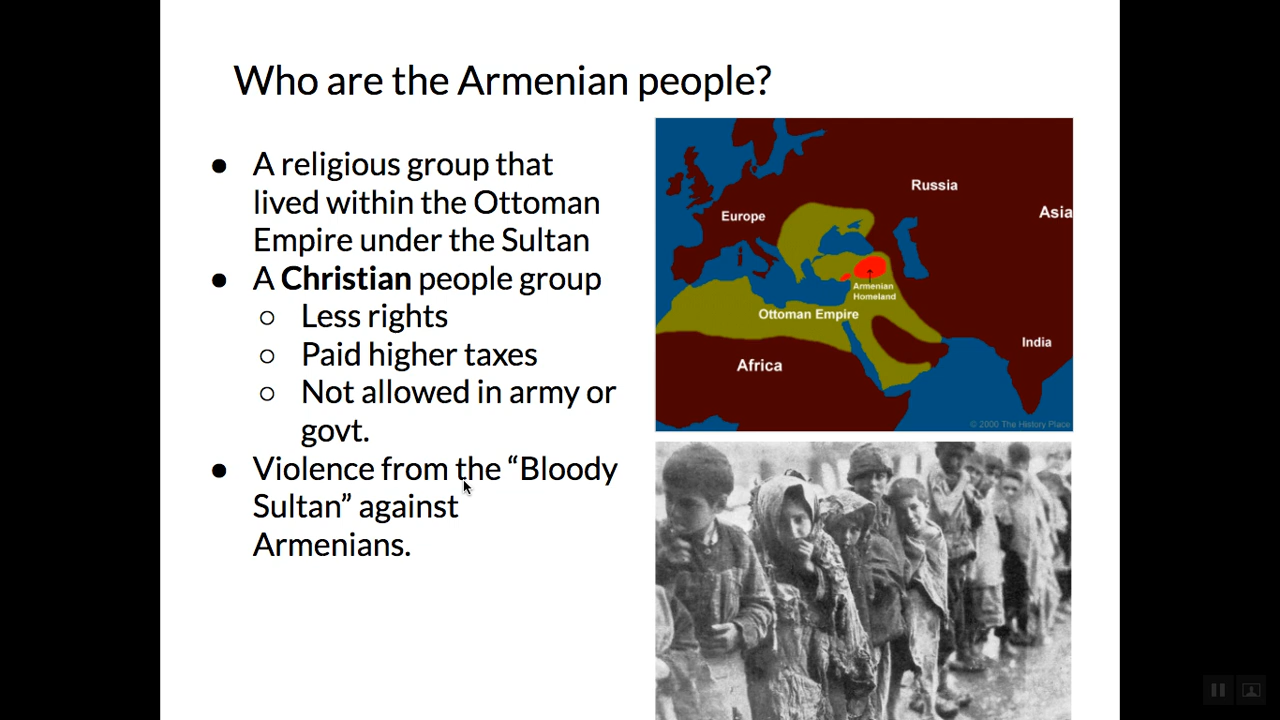 Who are the Armenian people?
● A religious group that
lived within the Ottoman
Empire under the Sultan
● A Christian people group
○ Less rights
○ Paid higher taxes
○ Not allowed in army or
govt.
● Violence from the “Bloody
Sultan” against
Armenians.
Russia
Asia
Europe
Armenian
Homeland
Ottoman Empire
India
Africa
© 2000 The History Place